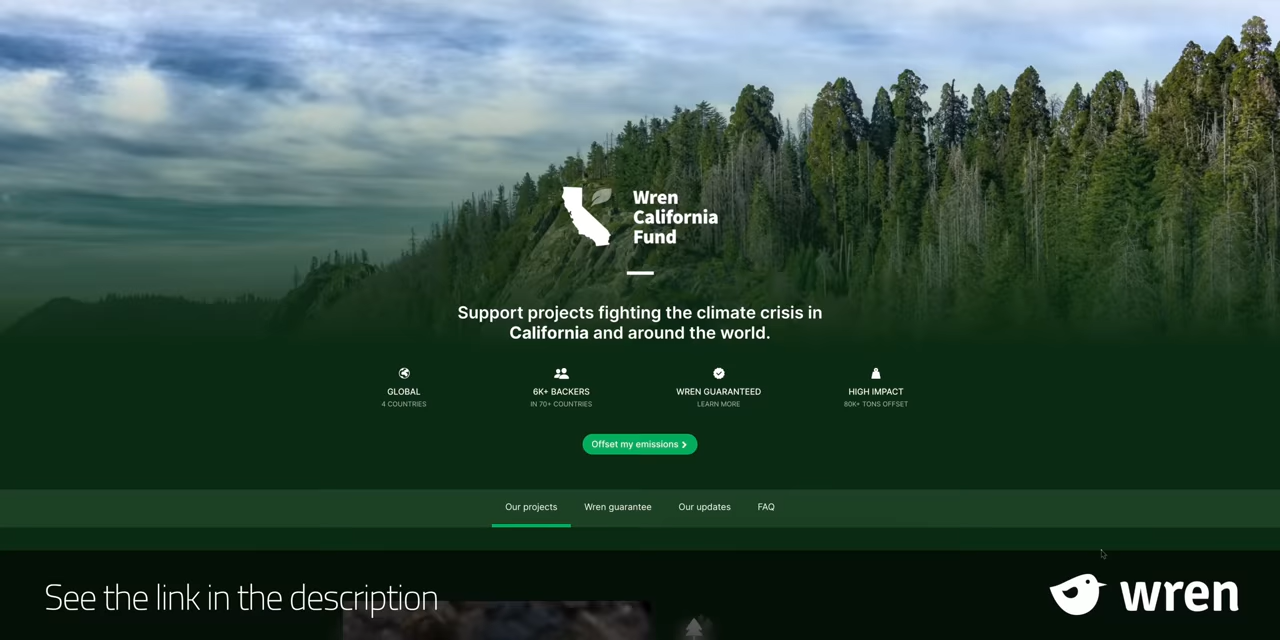 Wren
California
Fund
Support projects fighting the climate crisis in
California and around the world.
GLOBAL
4 COUNTRIES
6K+ BACKERS
IN 70+ COUNTRIES
WREN GUARANTEED
LEARN MORE
HIGH IMPACT
80K+ TONS OFFSET
Offset my emissions
Our projects
Wren guarantee
Our updates
FAQ
See the link in the description
wren